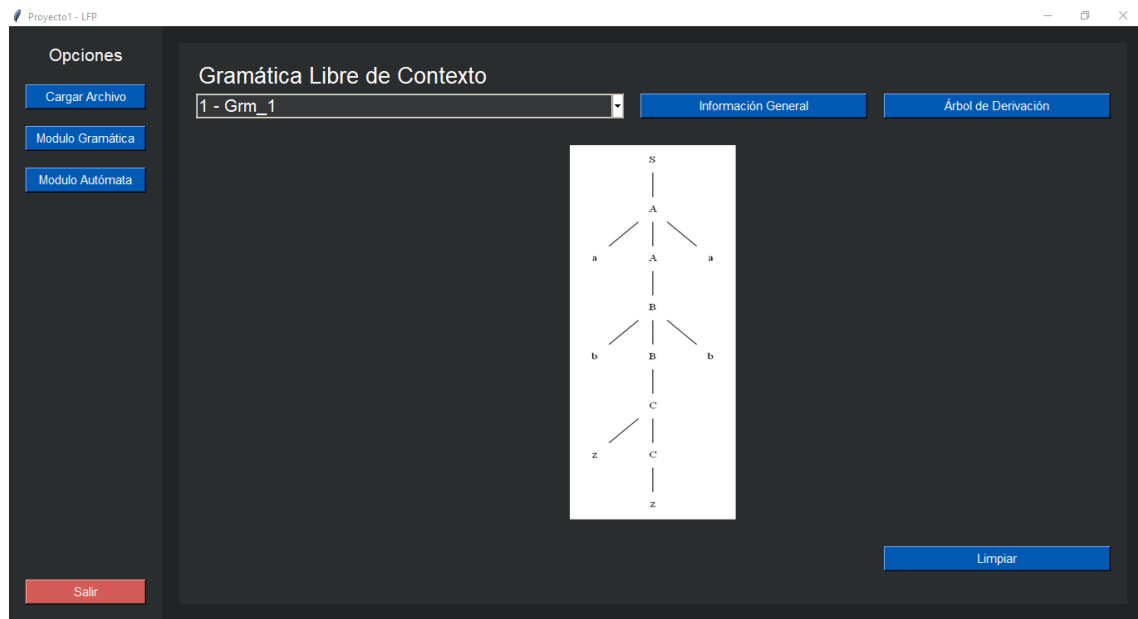 Proyecto1 - LFP
Opciones
Cargar Archivo
Modulo Gramática
Modulo Autómata
Salir
Gramática Libre de Contexto
1 - Grm_1
Información General
Árbol de Derivación
S
A
a A a
B
b B b
C
z C
z
Limpiar